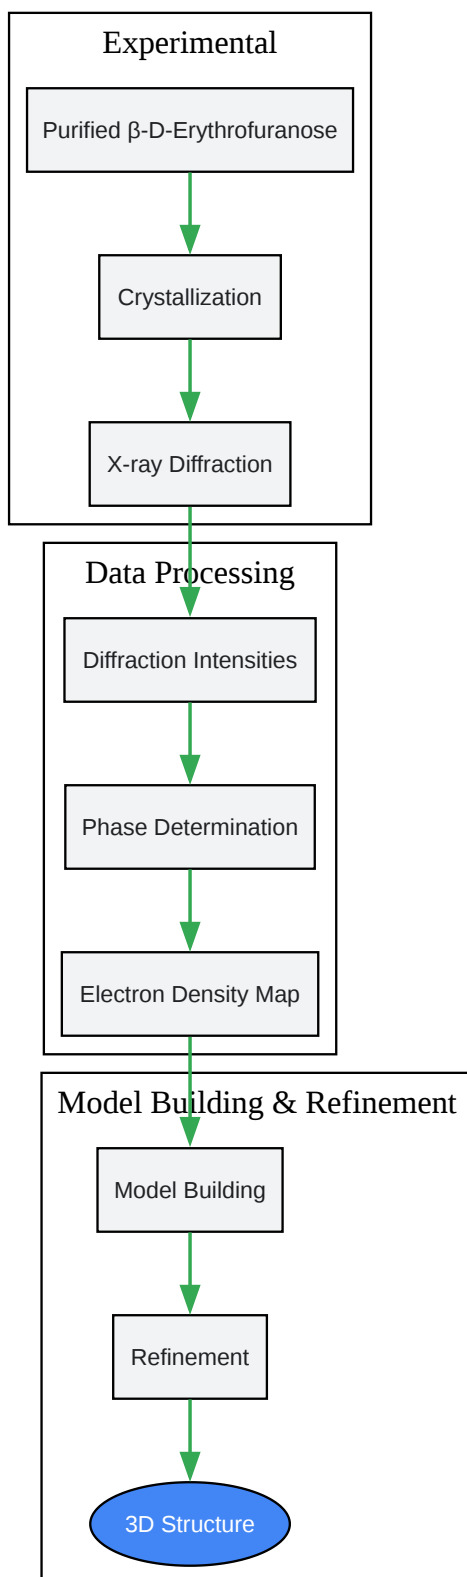 Experimental
Purified β-D-Erythrofuranose
Crystallization
X-ray Diffraction
Data Processing
Diffraction Intensities
Phase Determination
Electron Density Map
Model Building & Refinement
Model Building
Refinement
3D Structure